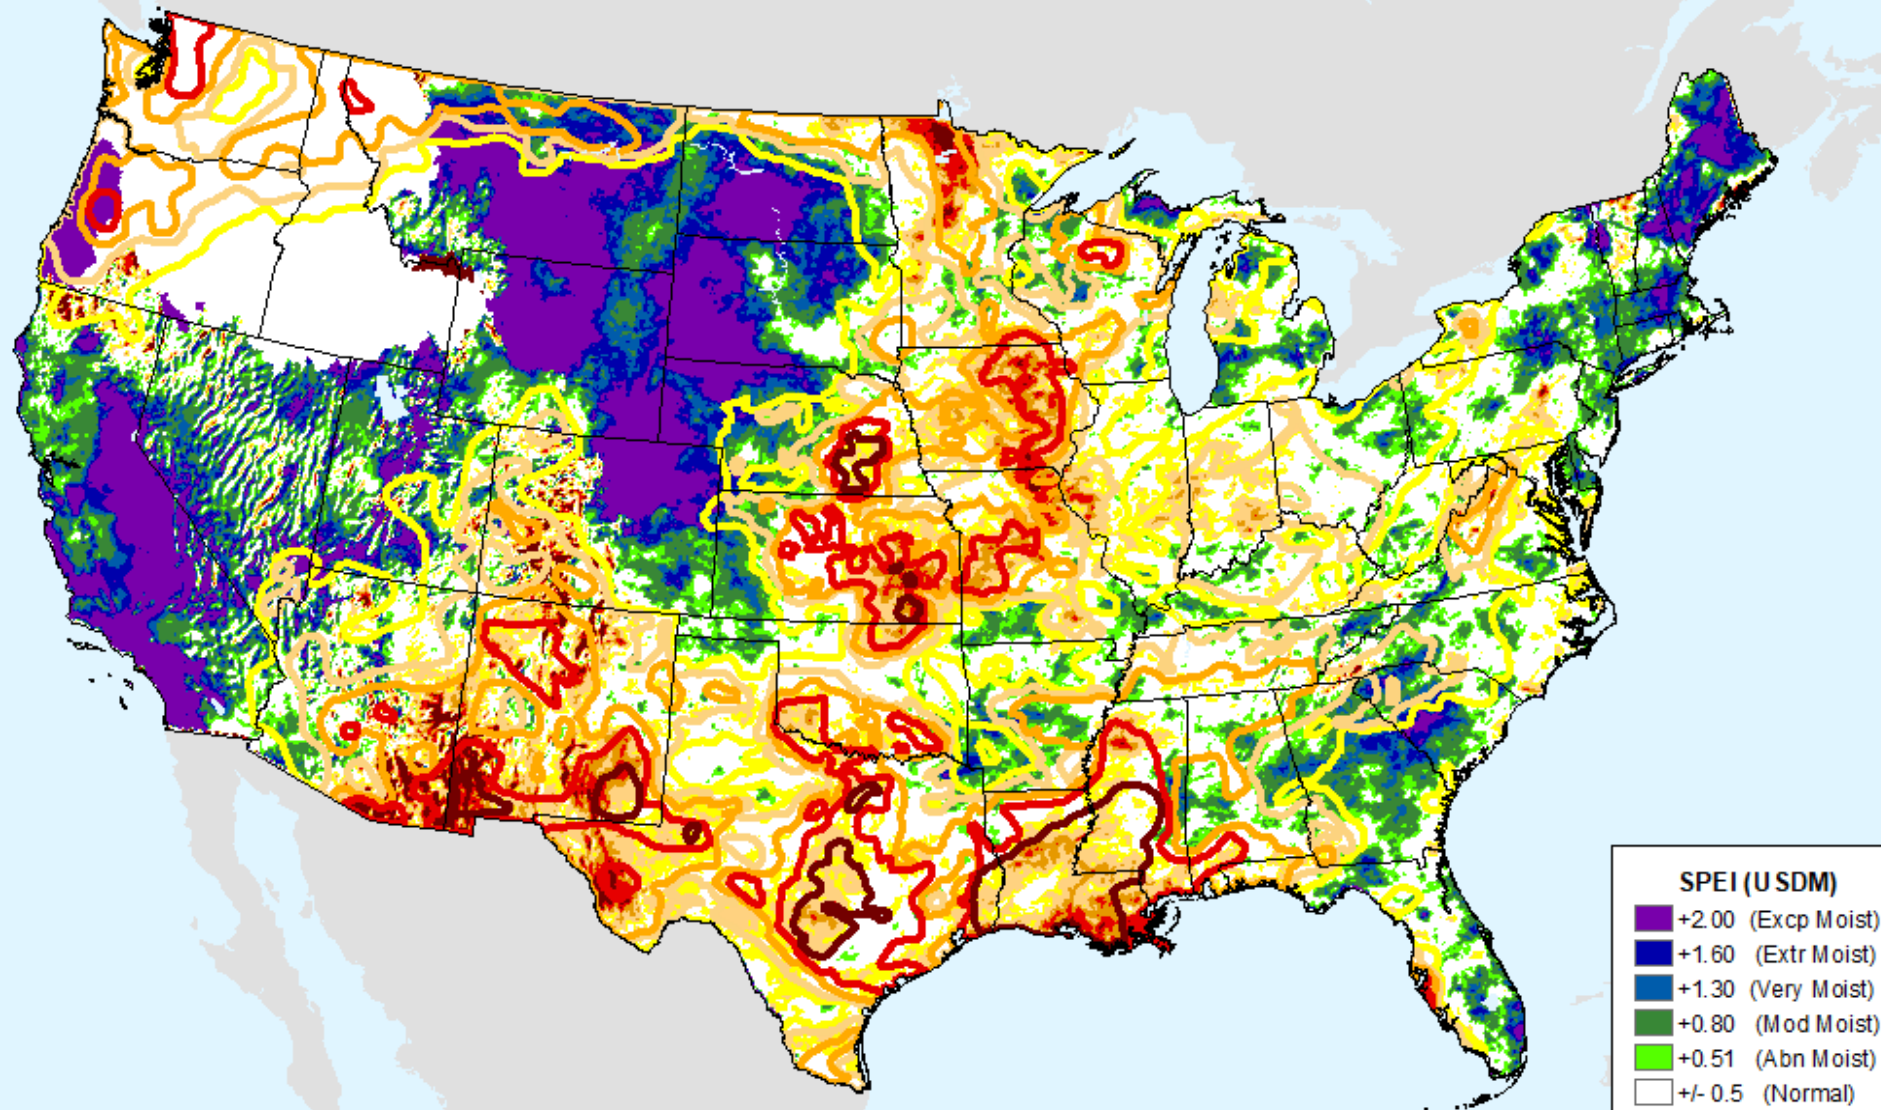 SPEI (USDM)
+2.00 (Excp Moist)
+1.60 (Extr Moist)
+1.30 (Very Moist)
+0.80 (Mod Moist)
+0.51 (Abn Moist)
+/- 0.5 (Normal)